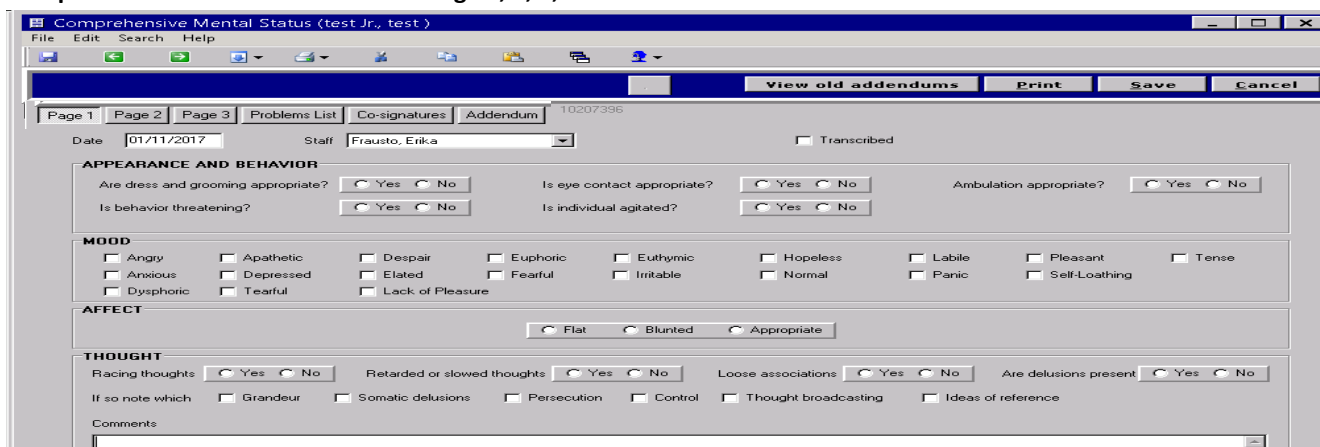 Comprehensive Mental Status (test Jr., test )
File Edit Search Help
View old addendums Print Save Cancel
Page 1 Page 2 Page 3 Problems List Co-signatures Addendum 10207396
Date 01/11/2017 Staff Frausto, Erika Transcribed
APPEARANCE AND BEHAVIOR
Are dress and grooming appropriate? Yes No Is eye contact appropriate? Yes No Ambulation appropriate? Yes No
Is behavior threatening? Yes No Is individual agitated? Yes No
MOOD
Angry Apathetic Despair Euphoric Euthymic Hopeless Labile Pleasant Tense
Anxious Depressed Elated Fearful Irritable Normal Panic Self-Loathing
Dysphoric Tearful Lack of Pleasure
AFFECT
Flat Blunted Appropriate
THOUGHT
Racing thoughts Yes No Retarded or slowed thoughts Yes No Loose associations Yes No Are delusions present Yes No
If so note which Grandeur Somatic delusions Persecution Control Thought broadcasting Ideas of reference
Comments